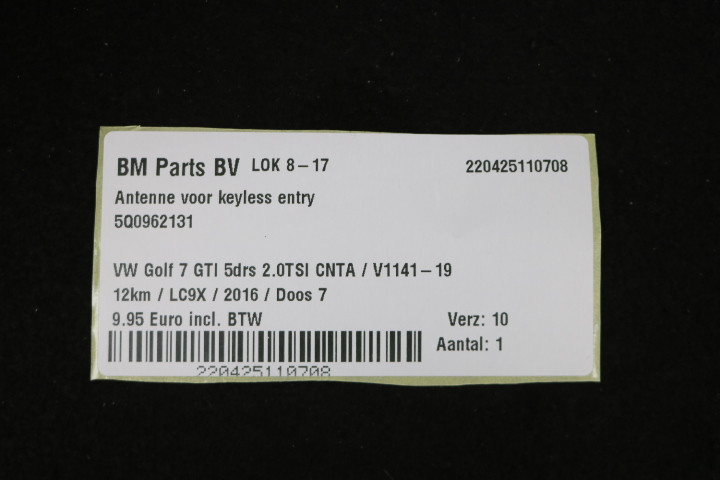 BM Parts BV LOK 8-17 220425110708
Antenne voor keyless entry
5Q0962131
VW Golf 7 GTI 5drs 2.0TSI CNTA / V1141-19
12km / LC9X / 2016 / Doos 7
9.95 Euro incl. BTW Verz: 10
Aantal: 1
220425110708